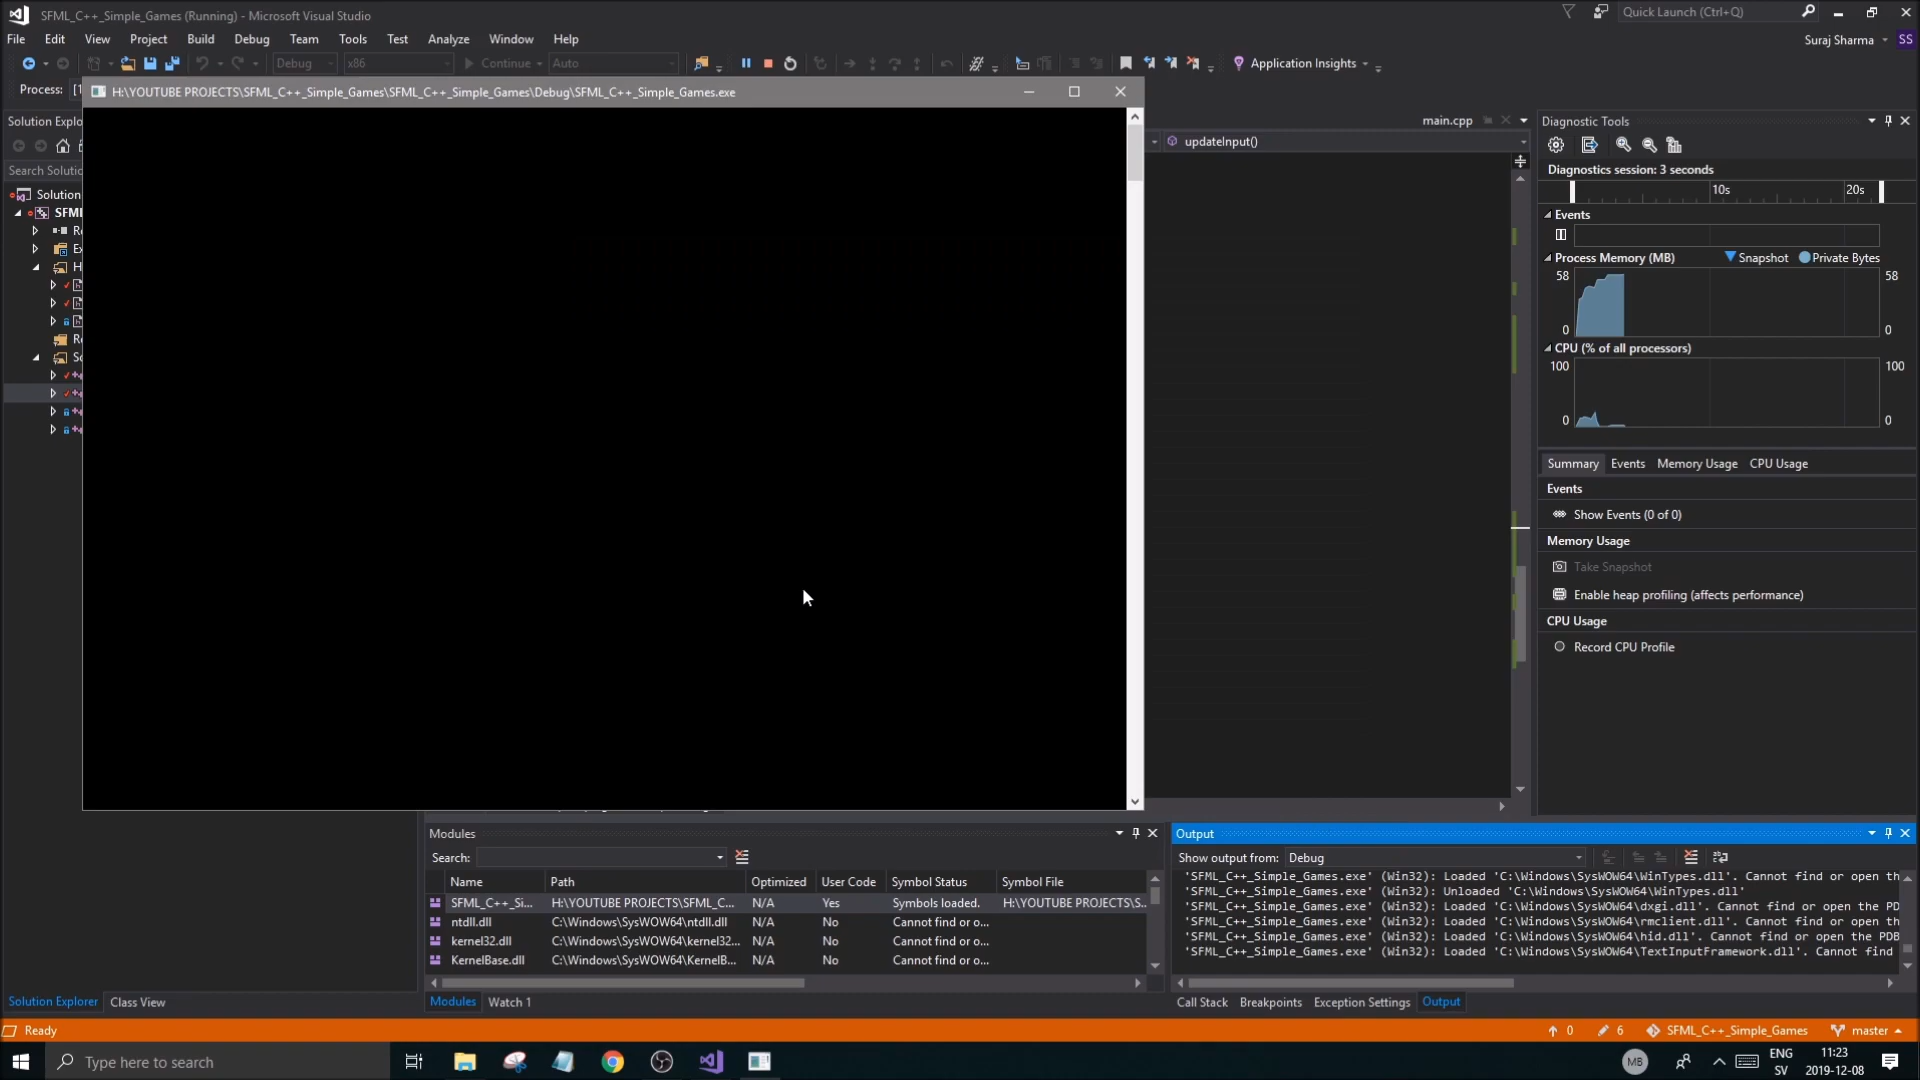 SFML_C++_Simple_Games (Running) - Microsoft Visual Studio
Quick Launch (Ctrl+Q)
File Edit View Project Build Debug Team Tools Test Analyze Window Help
Suraj Sharma SS
Debug x86 Continue Auto Application Insights
Process:
H:\YOUTUBE PROJECTS\SFML_C++_Simple_Games\SFML_C++_Simple_Games\Debug\SFML_C++_Simple_Games.exe
Solution Explo
main.cpp
Diagnostic Tools
updateInput()
Search Solutio
Diagnostics session: 3 seconds
10s 20s
Solution
SFML
Events
Process Memory (MB) Snapshot Private Bytes
58 58
0 0
CPU (% of all processors)
100 100
0 0
Summary Events Memory Usage CPU Usage
Events
Show Events (0 of 0)
Memory Usage
Take Snapshot
Enable heap profiling (affects performance)
CPU Usage
Record CPU Profile
Modules
Search:
Name Path Optimized User Code Symbol Status Symbol File
SFML_C++_Si... H:\YOUTUBE PROJECTS\SFML_C... N/A Yes Symbols loaded. H:\YOUTUBE PROJECTS\S...
ntdll.dll C:\Windows\SysWOW64\ntdll.dll N/A No Cannot find or o...
kernel32.dll C:\Windows\SysWOW64\kernel32... N/A No Cannot find or o...
KernelBase.dll C:\Windows\SysWOW64\KernelB... N/A No Cannot find or o...
Modules Watch 1
Output
Show output from: Debug
'SFML_C++_Simple_Games.exe' (Win32): Loaded 'C:\Windows\SysWOW64\WinTypes.dll'. Cannot find or open th
'SFML_C++_Simple_Games.exe' (Win32): Unloaded 'C:\Windows\SysWOW64\WinTypes.dll'
'SFML_C++_Simple_Games.exe' (Win32): Loaded 'C:\Windows\SysWOW64\dxgi.dll'. Cannot find or open the PD
'SFML_C++_Simple_Games.exe' (Win32): Loaded 'C:\Windows\SysWOW64\rmclient.dll'. Cannot find or open th
'SFML_C++_Simple_Games.exe' (Win32): Loaded 'C:\Windows\SysWOW64\hid.dll'. Cannot find or open the PDB
'SFML_C++_Simple_Games.exe' (Win32): Loaded 'C:\Windows\SysWOW64\TextInputFramework.dll'. Cannot find
Call Stack Breakpoints Exception Settings Output
Solution Explorer Class View
Ready
0 6 SFML_C++_Simple_Games master
Type here to search
MB
ENG 11:23
SV 2019-12-08